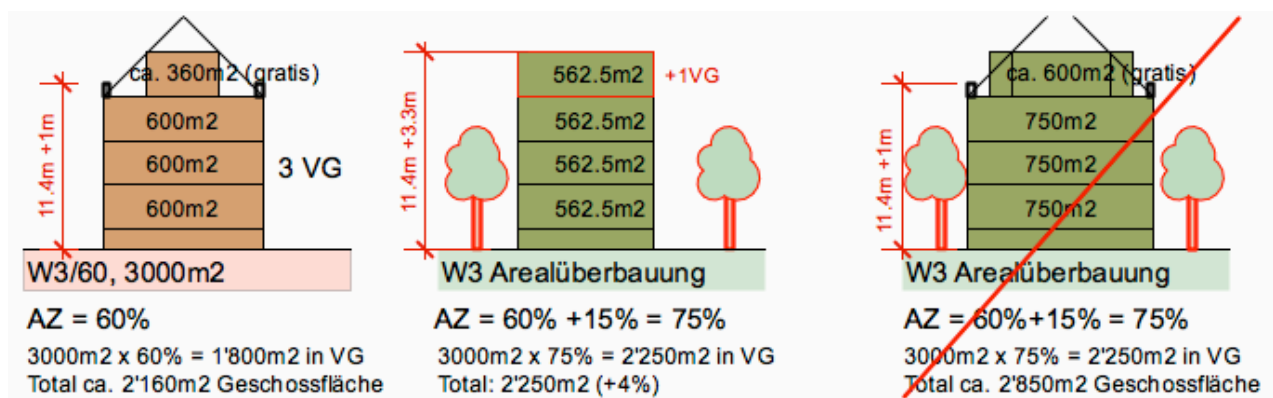 ca. 360m2 (gratis)
600m2
600m2
600m2
3 VG
11.4m +1m
W3/60, 3000m2
AZ = 60%
3000m2 x 60% = 1'800m2 in VG
Total ca. 2'160m2 Geschossfläche
562.5m2
+1VG
562.5m2
562.5m2
562.5m2
11.4m +3.3m
W3 Arealüberbauung
AZ = 60% +15% = 75%
3000m2 x 75% = 2'250m2 in VG
Total: 2'250m2 (+4%)
ca. 600m2 (gratis)
750m2
750m2
750m2
11.4m +1m
W3 Arealüberbauung
AZ = 60%+15% = 75%
3000m2 x 75% = 2'250m2 in VG
Total ca. 2'850m2 Geschossfläche